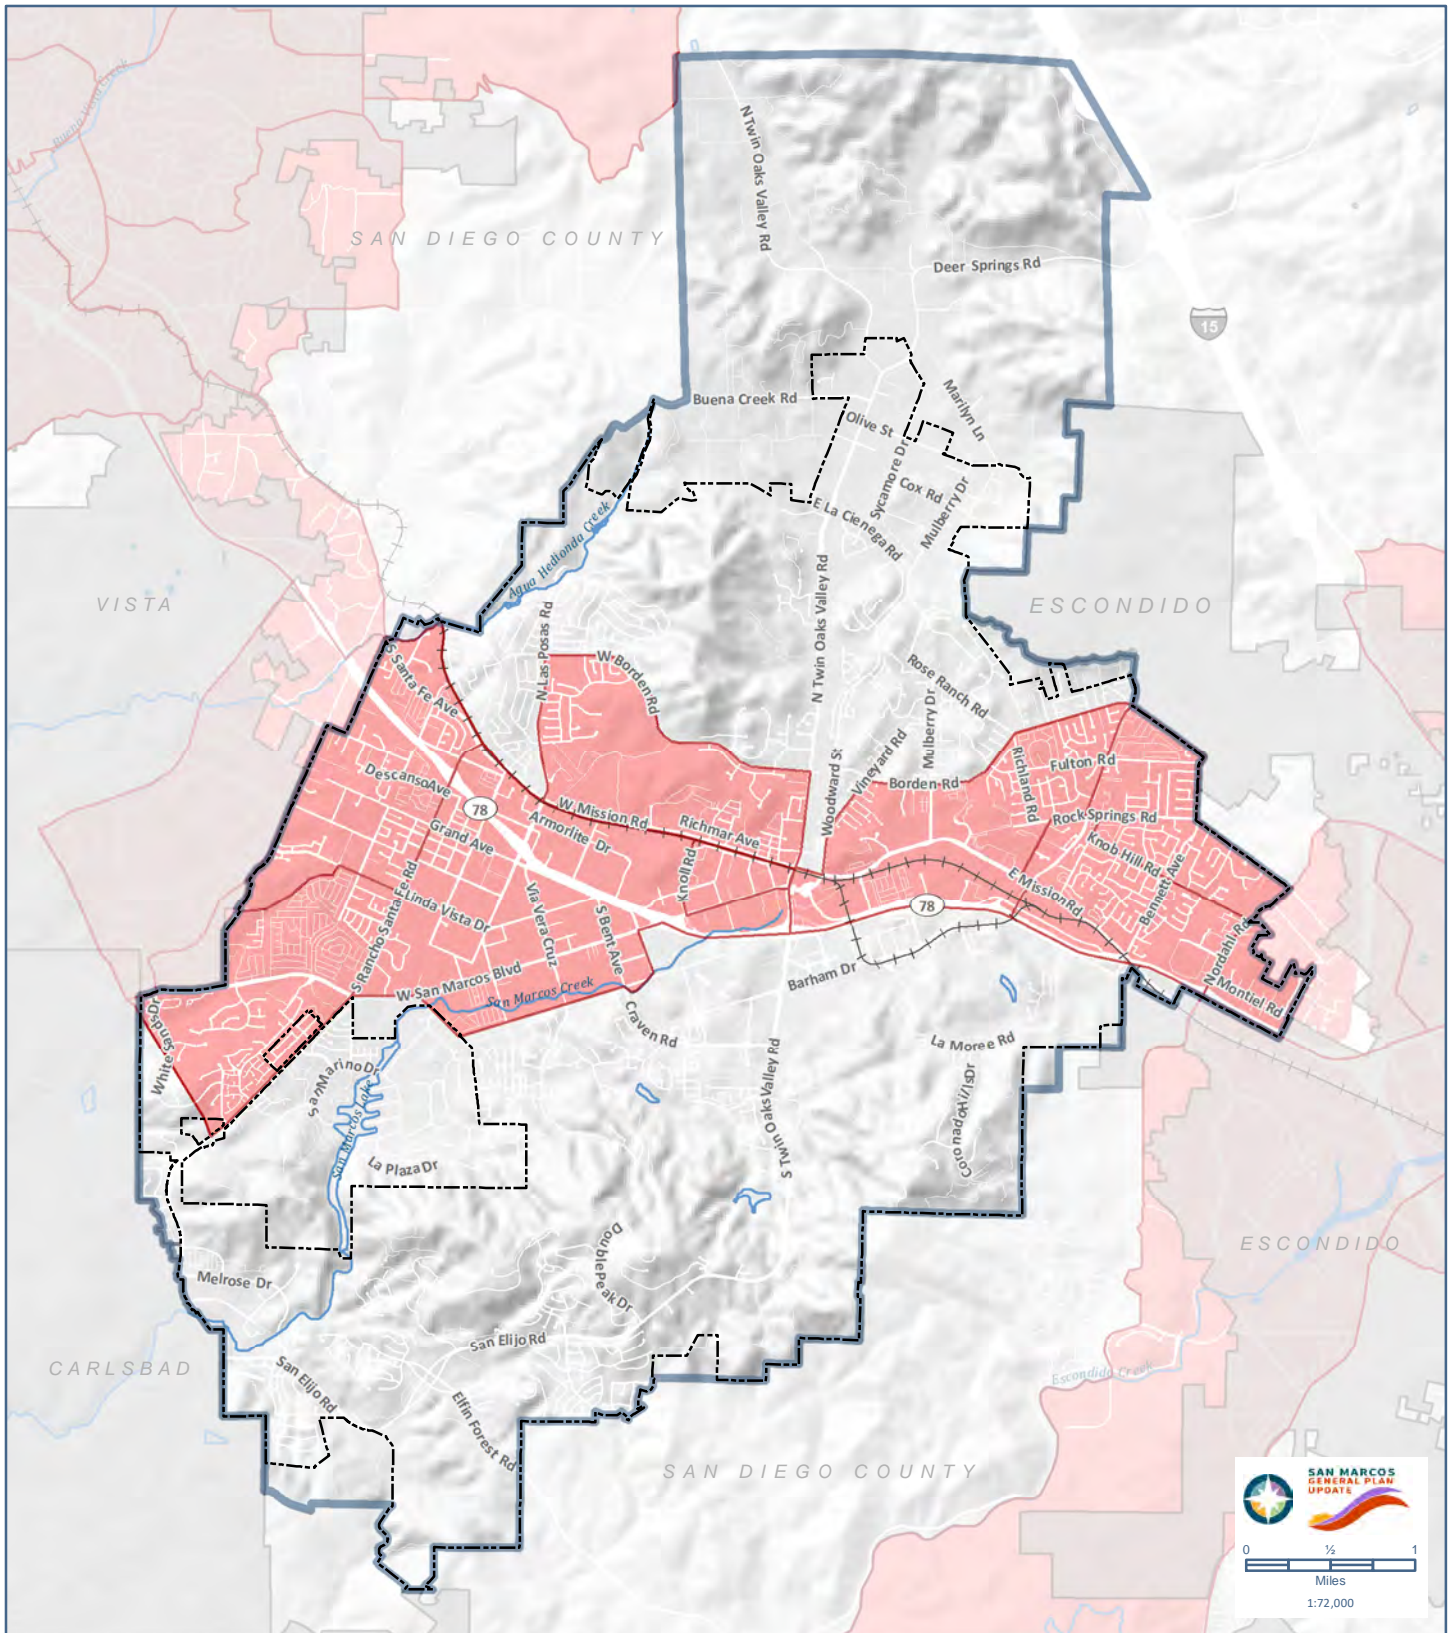 Buena Vista Creek
N Twin Oaks Valley Rd
SAN DIEGO COUNTY
Deer Springs Rd
15
Buena Creek Rd
Marilyn Ln
Olive St
Sycamore Dr
Cox Rd
Mulberry Dr
E La Cienega Rd
Agua Hedionda Creek
VISTA
ESCONDIDO
N Las Posas Rd
N Twin Oaks Valley Rd
S Santa Fe Ave
W Borden Rd
Rose Ranch Rd
Mulberry Dr
Vineyard Rd
Woodward St
Borden Rd
Richland Rd
Fulton Rd
Descanso Ave
78
W Mission Rd
Richmar Ave
Rock Springs Rd
Grand Ave
Armorlite Dr
Knoll Rd
Knob Hill Rd
Bennett Ave
E Mission Rd
S Rancho Santa Fe Rd
Linda Vista Dr
Via Vera Cruz
S Bent Ave
78
Nordahl Rd
Montiel Rd
W San Marcos Blvd
San Marcos Creek
Barham Dr
White Sands Dr
Craven Rd
La Moree Rd
San Marino Dr
San Marcos Lake
Coronado Hills Dr
S Twin Oaks Valley Rd
La Plaza Dr
Double Peak Dr
ESCONDIDO
Melrose Dr
San Elijo Rd
CARLSBAD
San Elijo Rd
Escondido Creek
Elfin Forest Rd
SAN DIEGO COUNTY
SAN MARCOS
GENERAL PLAN
UPDATE
0 ½ 1
Miles
1:72,000